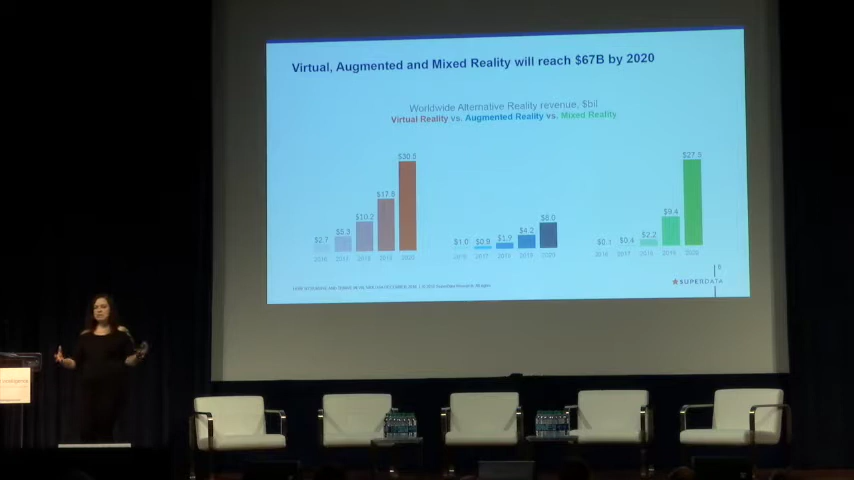 Virtual, Augmented and Mixed Reality will reach $67B by 2020
Worldwide Alternative Reality revenue, $bil
Virtual Reality vs. Augmented Reality vs. Mixed Reality
$2.7 $5.3 $10.2 $17.8 $30.5
2016 2017 2018 2019 2020
$1.0 $0.9 $1.9 $4.2 $8.0
2016 2017 2018 2019 2020
$0.1 $0.4 $2.2 $9.4 $27.5
2016 2017 2018 2019 2020
6
SUPERDATA